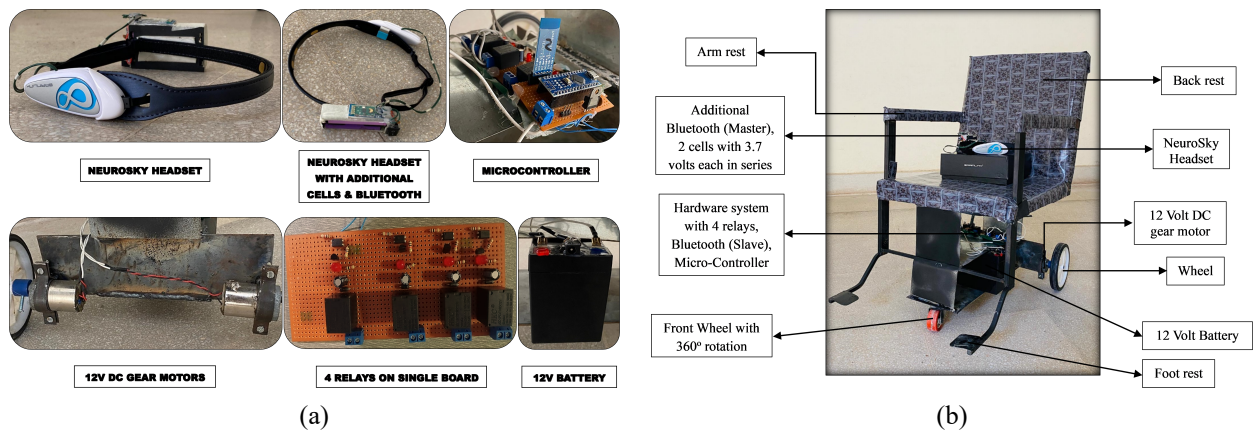 NEUROSKY HEADSET
NEUROSKY HEADSET
WITH ADDITIONAL
CELLS & BLUETOOTH
MICROCONTROLLER
12V DC GEAR MOTORS
4 RELAYS ON SINGLE BOARD
12V BATTERY
(a)
Arm rest
Additional
Bluetooth (Master),
2 cells with 3.7
volts each in series
Hardware system
with 4 relays,
Bluetooth (Slave),
Micro-Controller
Front Wheel with
360º rotation
Back rest
NeuroSky
Headset
12 Volt DC
gear motor
Wheel
12 Volt Battery
Foot rest
(b)